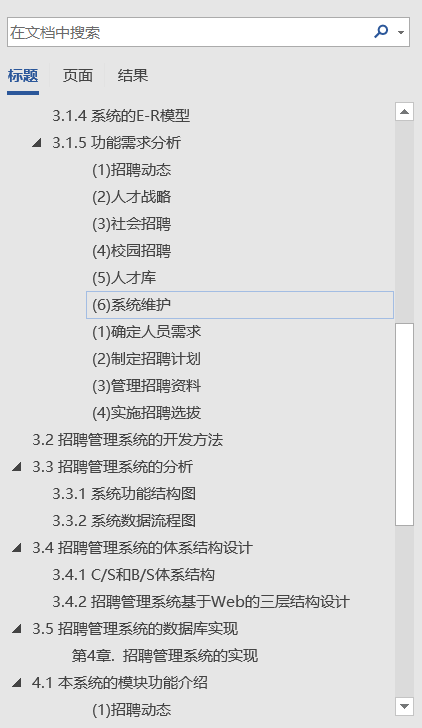 在文档中搜索
标题 页面 结果
3.1.4 系统的E-R模型
3.1.5 功能需求分析
(1)招聘动态
(2)人才战略
(3)社会招聘
(4)校园招聘
(5)人才库
(6)系统维护
(1)确定人员需求
(2)制定招聘计划
(3)管理招聘资料
(4)实施招聘选拔
3.2 招聘管理系统的开发方法
3.3 招聘管理系统的分析
3.3.1 系统功能结构图
3.3.2 系统数据流程图
3.4 招聘管理系统的体系结构设计
3.4.1 C/S和B/S体系结构
3.4.2 招聘管理系统基于Web的三层结构设计
3.5 招聘管理系统的数据库实现
第4章. 招聘管理系统的实现
4.1 本系统的模块功能介绍
(1)招聘动态